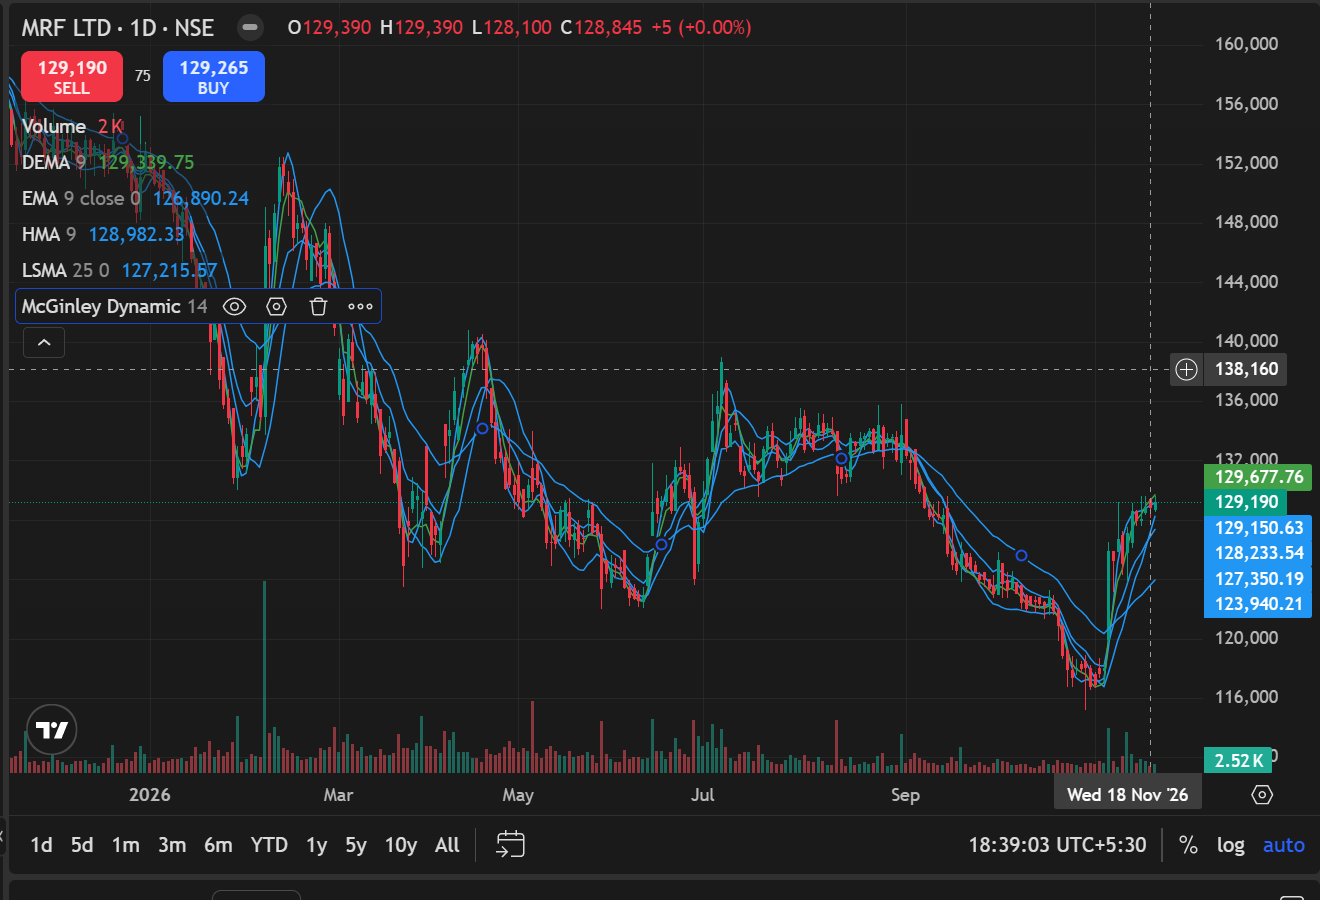 MRF LTD · 1D · NSE O129,390 H129,390 L128,100 C128,845 +5 (+0.00%)
129,190
SELL
75
129,265
BUY
Volume 2 K
DEMA 9 129,339.75
EMA 9 close 0 126,890.24
HMA 9 128,982.33
LSMA 25 0 127,215.57
McGinley Dynamic 14
160,000
156,000
152,000
148,000
144,000
140,000
138,160
136,000
132,000
129,677.76
129,190
129,150.63
128,233.54
127,350.19
123,940.21
120,000
116,000
2.52 K
2026 Mar May Jul Sep Wed 18 Nov '26
1d 5d 1m 3m 6m YTD 1y 5y 10y All 18:39:03 UTC+5:30 % log auto